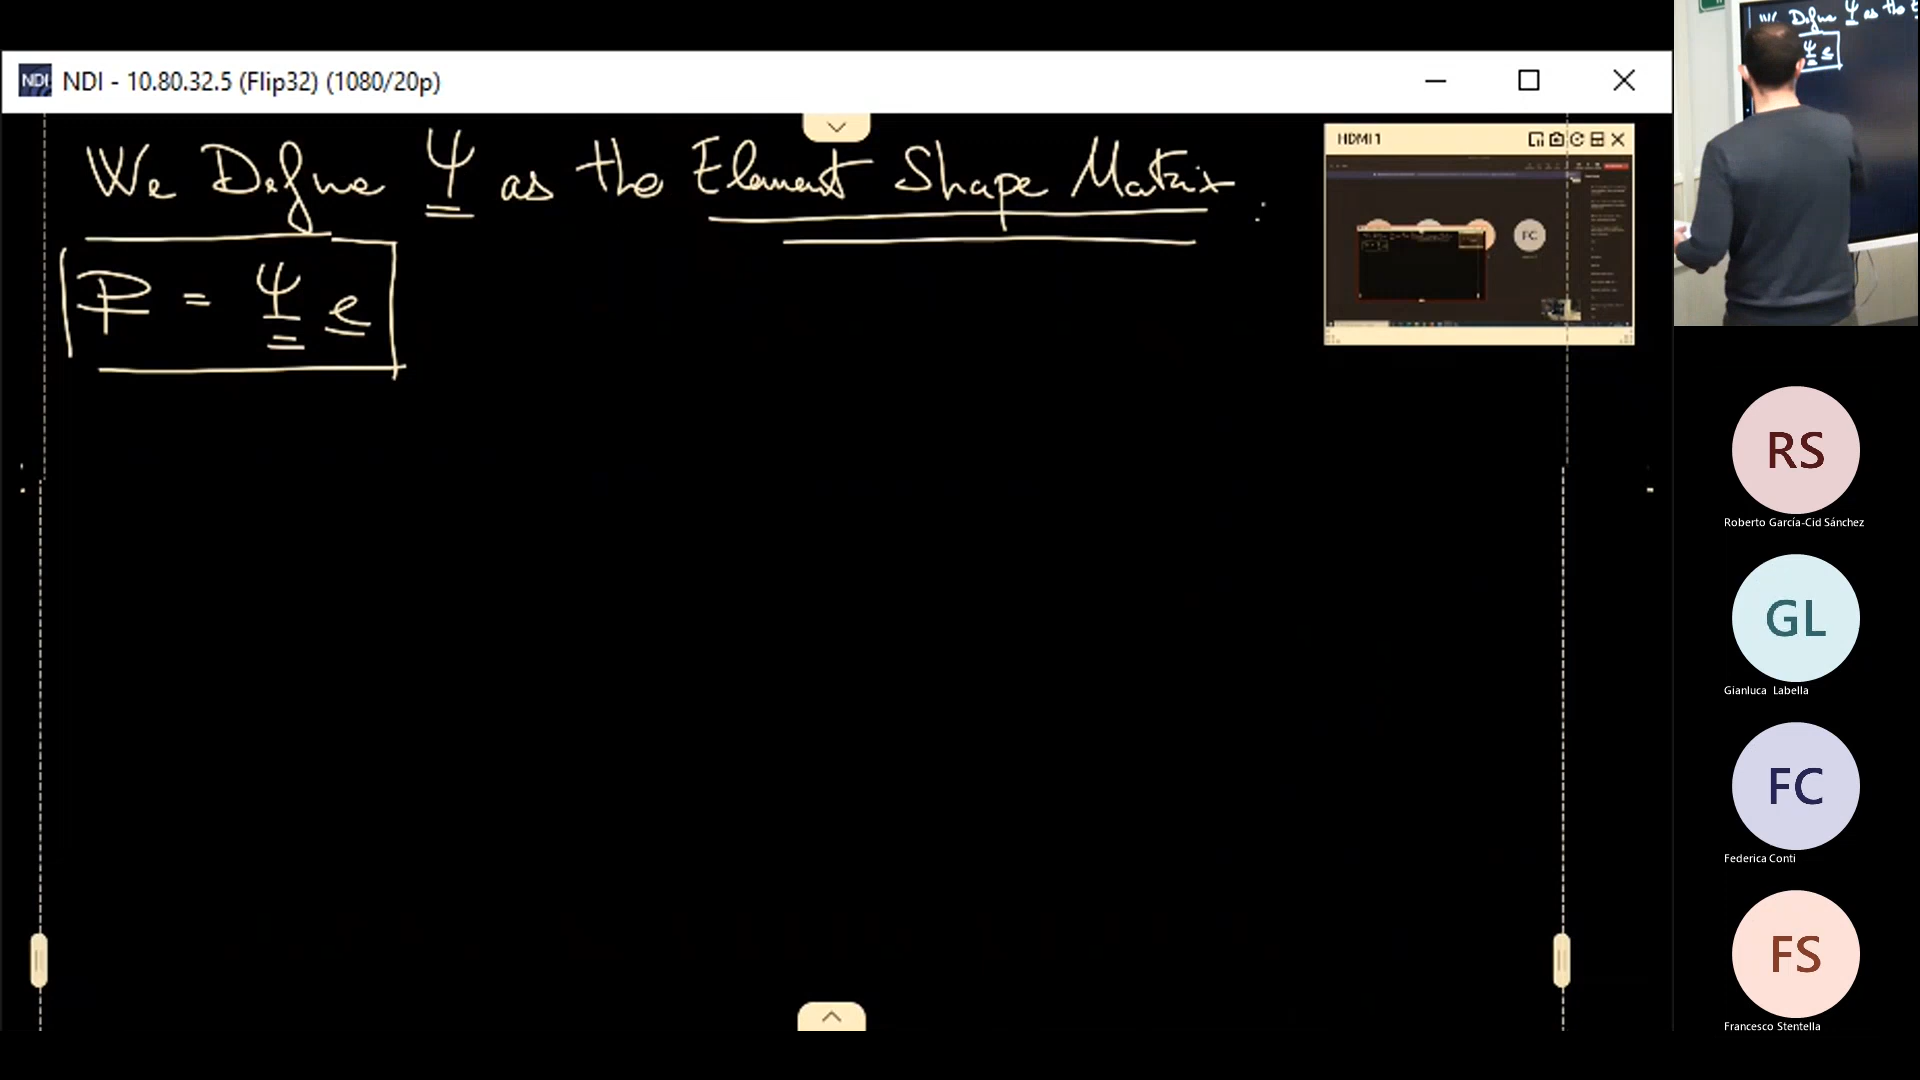 NDI - 10.80.32.5 (Flip32) (1080/20p)
We Define Ψ as the Element Shape Matrix :
P = Ψ e
HDMI 1
FC
RS
Roberto García-Cid Sánchez
GL
Gianluca Labella
FC
Federica Conti
FS
Francesco Stentella